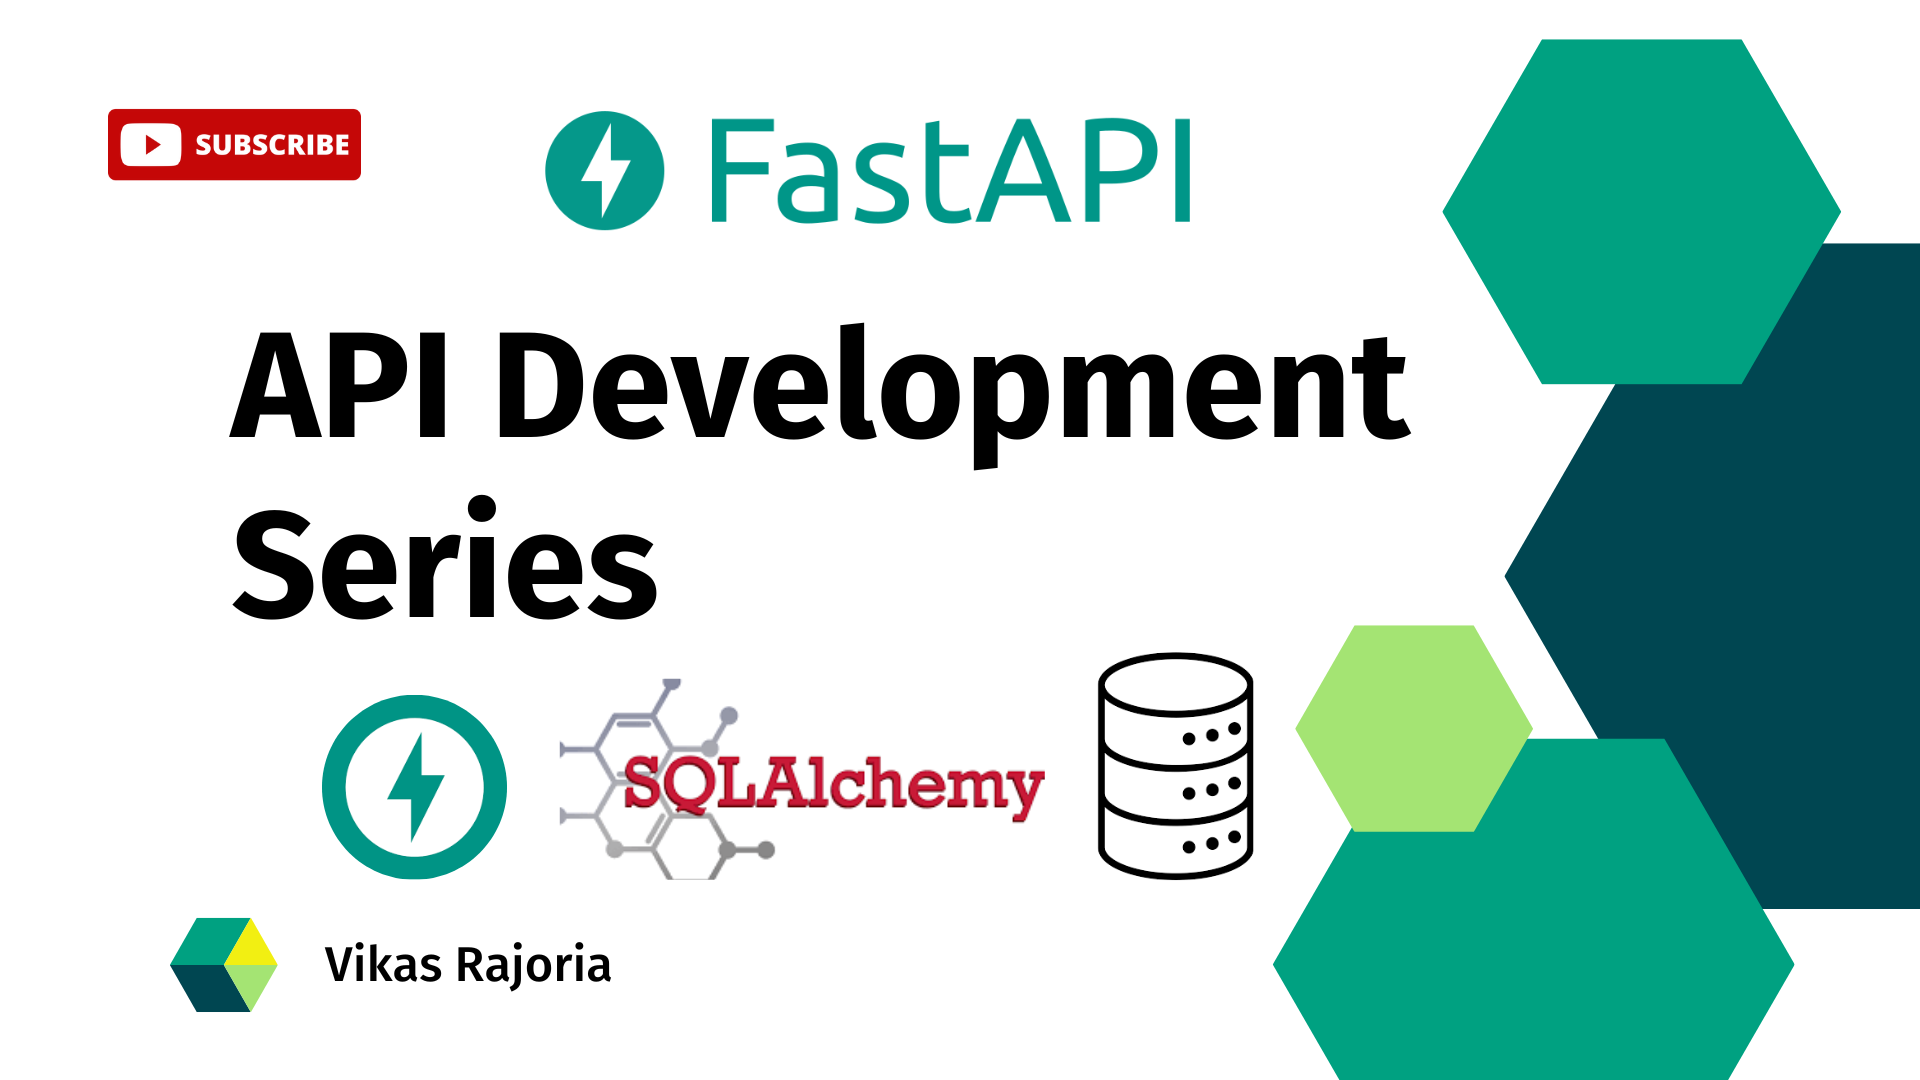 SUBSCRIBE
FastAPI
API Development
Series
SQLAlchemy
Vikas Rajoria